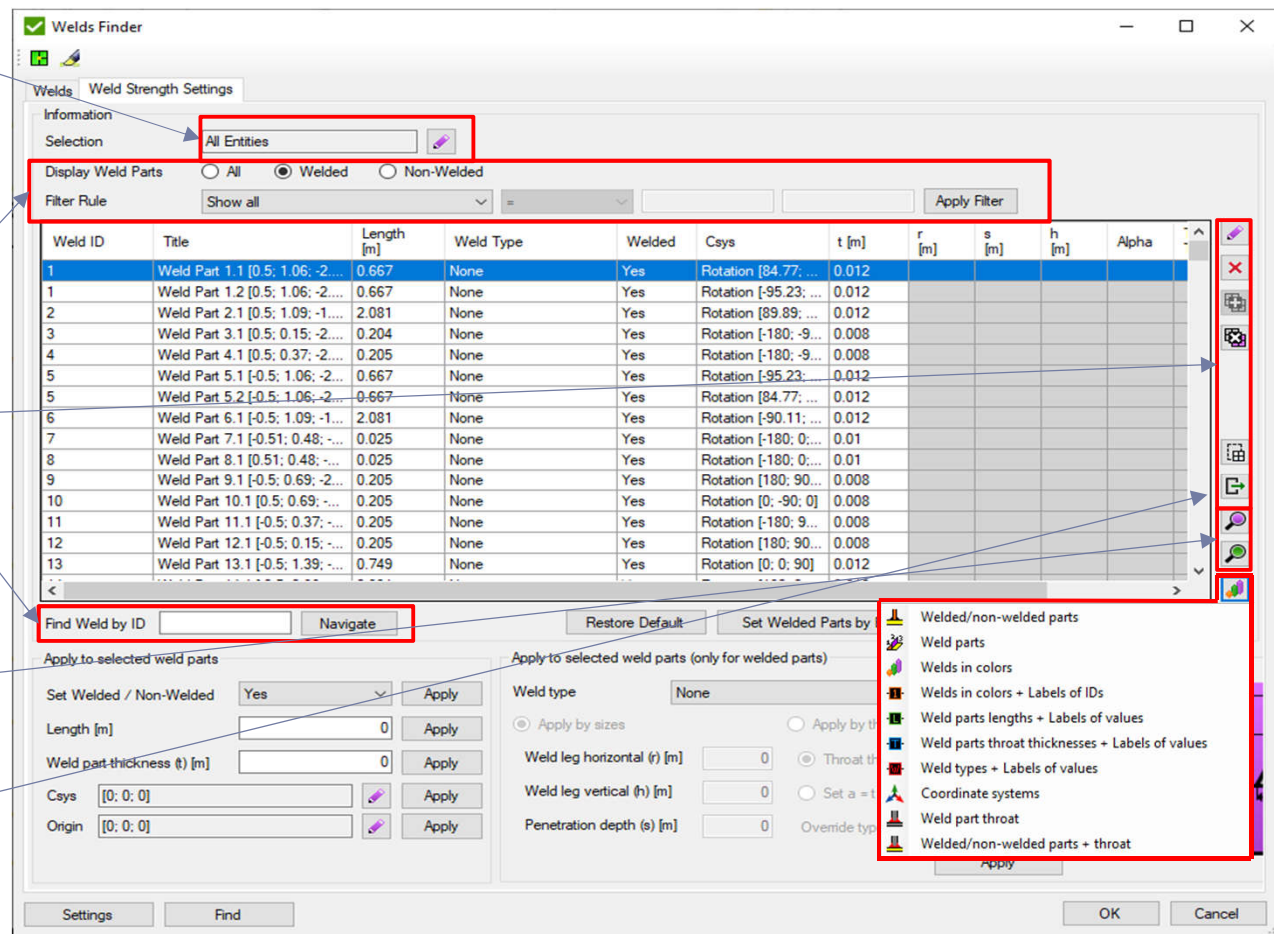 Welds Finder
Welds Weld Strength Settings
Information
Selection All Entities
Display Weld Parts All Welded Non-Welded
Filter Rule Show all = Apply Filter
Weld ID Title Length [m] Weld Type Welded Csys t [m] r [m] s [m] h [m] Alpha
1 Weld Part 1.1 [0.5; 1.06; -2.... 0.667 None Yes Rotation [84.77; ... 0.012
1 Weld Part 1.2 [0.5; 1.06; -2.... 0.667 None Yes Rotation [-95.23; ... 0.012
2 Weld Part 2.1 [0.5; 1.09; -1.... 2.081 None Yes Rotation [89.89; ... 0.012
3 Weld Part 3.1 [0.5; 0.15; -2.... 0.204 None Yes Rotation [-180; -9... 0.008
4 Weld Part 4.1 [0.5; 0.37; -2.... 0.205 None Yes Rotation [-180; -9... 0.008
5 Weld Part 5.1 [-0.5; 1.06; -2... 0.667 None Yes Rotation [-95.23; ... 0.012
5 Weld Part 5.2 [-0.5; 1.06; -2... 0.667 None Yes Rotation [84.77; ... 0.012
6 Weld Part 6.1 [-0.5; 1.09; -1... 2.081 None Yes Rotation [-90.11; ... 0.012
7 Weld Part 7.1 [-0.51; 0.48; -... 0.025 None Yes Rotation [-180; 0;... 0.01
8 Weld Part 8.1 [0.51; 0.48; -... 0.025 None Yes Rotation [-180; 0;... 0.01
9 Weld Part 9.1 [-0.5; 0.69; -2... 0.205 None Yes Rotation [180; 90... 0.008
10 Weld Part 10.1 [0.5; 0.69; -... 0.205 None Yes Rotation [0; -90; 0] 0.008
11 Weld Part 11.1 [-0.5; 0.37; -... 0.205 None Yes Rotation [-180; 9... 0.008
12 Weld Part 12.1 [-0.5; 0.15; -... 0.205 None Yes Rotation [180; 90... 0.008
13 Weld Part 13.1 [-0.5; 1.39; -... 0.749 None Yes Rotation [0; 0; 90] 0.012
Find Weld by ID Navigate Restore Default Set Welded Parts by
Welded/non-welded parts
Weld parts
Welds in colors
Welds in colors + Labels of IDs
Weld parts lengths + Labels of values
Weld parts throat thicknesses + Labels of values
Weld types + Labels of values
Coordinate systems
Weld part throat
Welded/non-welded parts + throat
Apply to selected weld parts
Set Welded / Non-Welded Yes Apply
Length [m] 0 Apply
Weld part thickness (t) [m] 0 Apply
Csys [0; 0; 0] Apply
Origin [0; 0; 0] Apply
Apply to selected weld parts (only for welded parts)
Weld type None
Apply by sizes Apply by
Weld leg horizontal (r) [m] 0 Throat
Weld leg vertical (h) [m] 0 Set a =
Penetration depth (s) [m] 0 Override
Apply
Settings Find OK Cancel